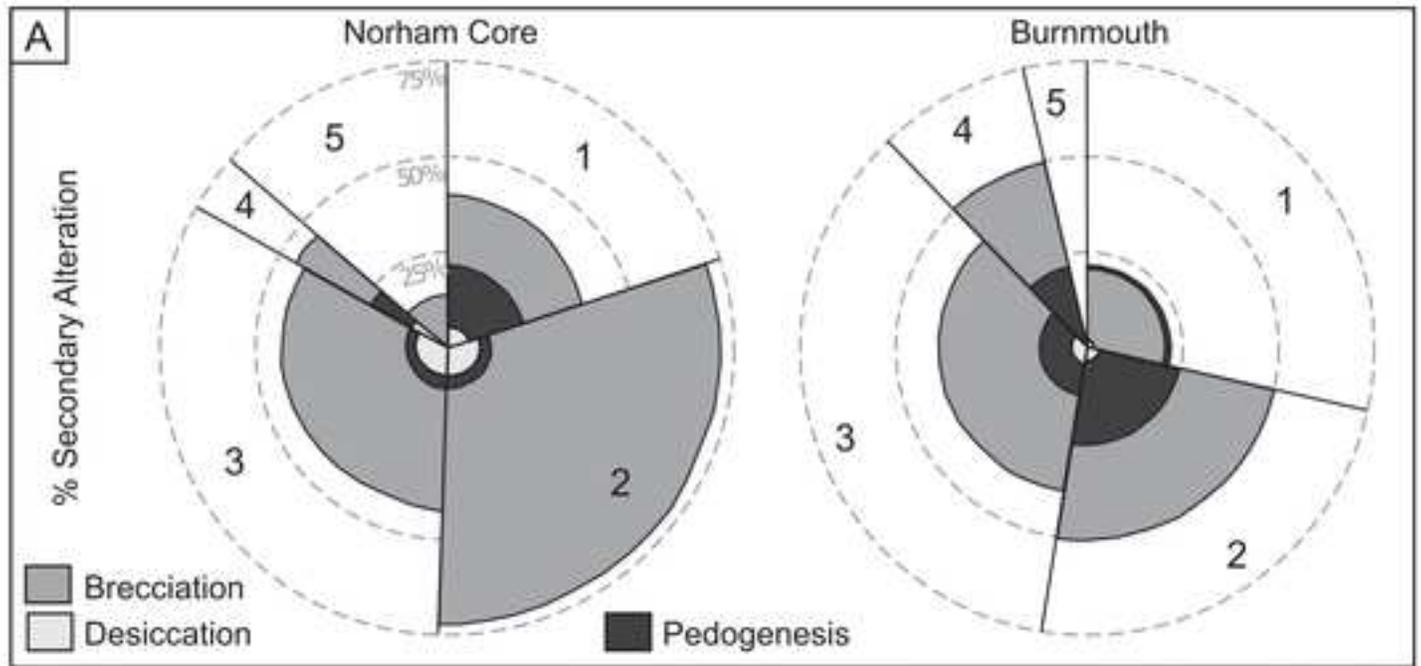 A
Norham Core
Burnmouth
% Secondary Alteration
75%
50%
25%
1
2
3
4
5
1
2
3
4
5
Brecciation
Desiccation
Pedogenesis